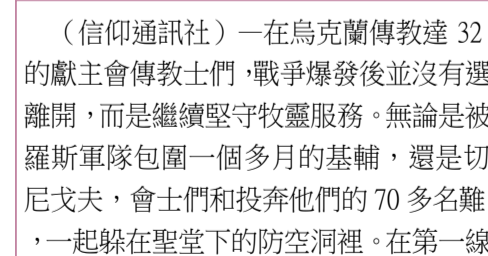 （信仰通訊社）—在烏克蘭傳教達 32
的獻主會傳教士們，戰爭爆發後並沒有選
離開，而是繼續堅守牧靈服務。無論是被
羅斯軍隊包圍一個多月的基輔，還是切
尼戈夫，會士們和投奔他們的 70 多名難
，一起躲在聖堂下的防空洞裡。在第一線